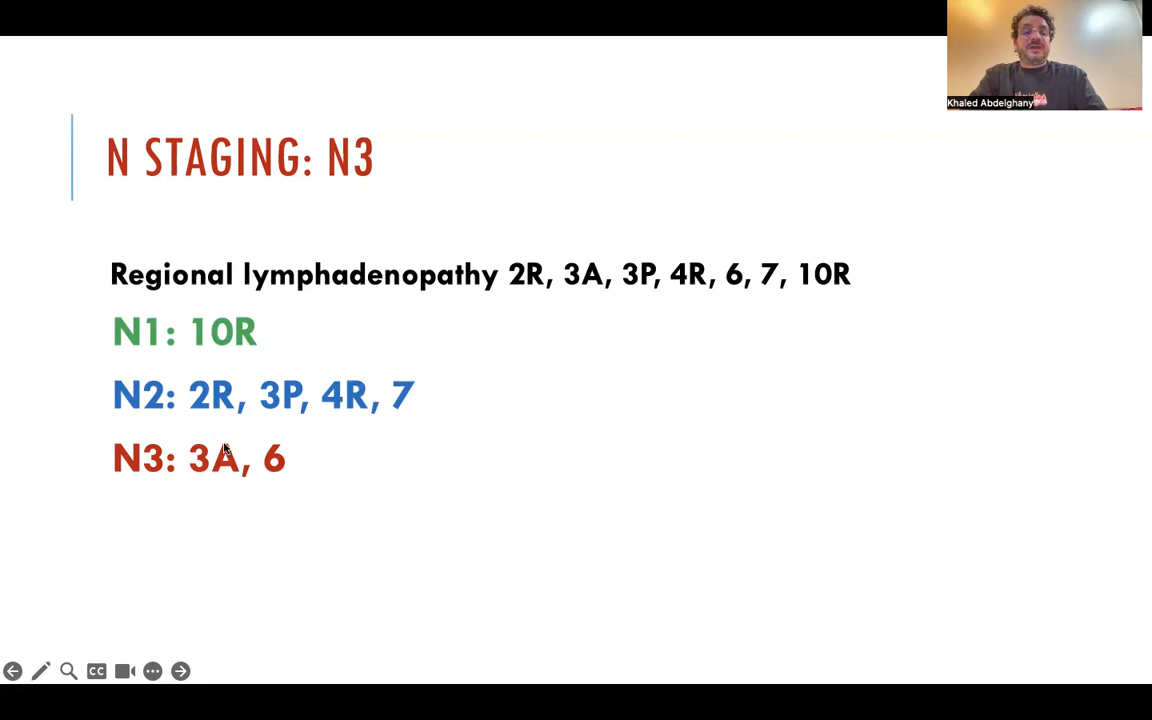 Khaled Abdelghany
N STAGING: N3
Regional lymphadenopathy 2R, 3A, 3P, 4R, 6, 7, 10R
N1: 10R
N2: 2R, 3P, 4R, 7
N3: 3A, 6
CC